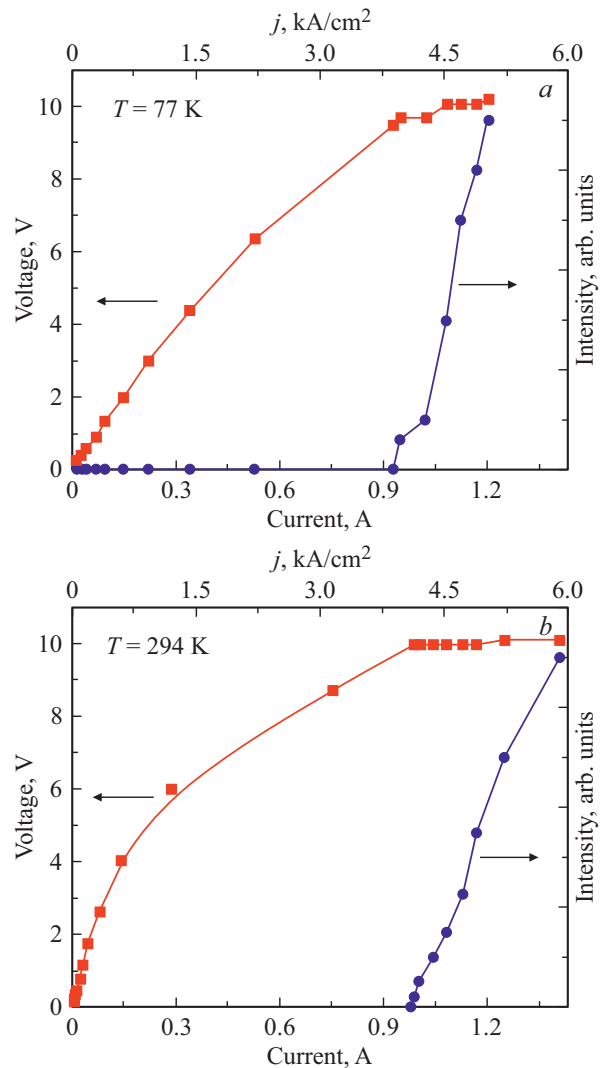 j, kA/cm²
0 1.5 3.0 4.5 6.0
a
T = 77 K
10
8
6
4
2
0
Voltage, V
Intensity, arb. units
0 0.3 0.6 0.9 1.2
Current, A
j, kA/cm²
0 1.5 3.0 4.5 6.0
b
T = 294 K
10
8
6
4
2
0
Voltage, V
Intensity, arb. units
0 0.3 0.6 0.9 1.2
Current, A